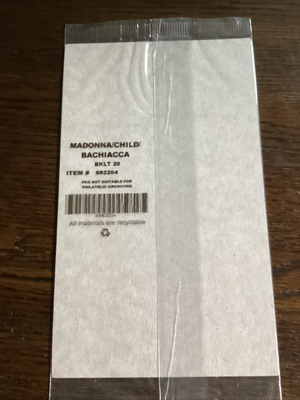 MADONNA/CHILD/
BACHIACCA
BKLT 20
ITEM # 682204
PKG NOT SUITABLE FOR
PHILATELIC ARCHIVING
All materials are recyclable